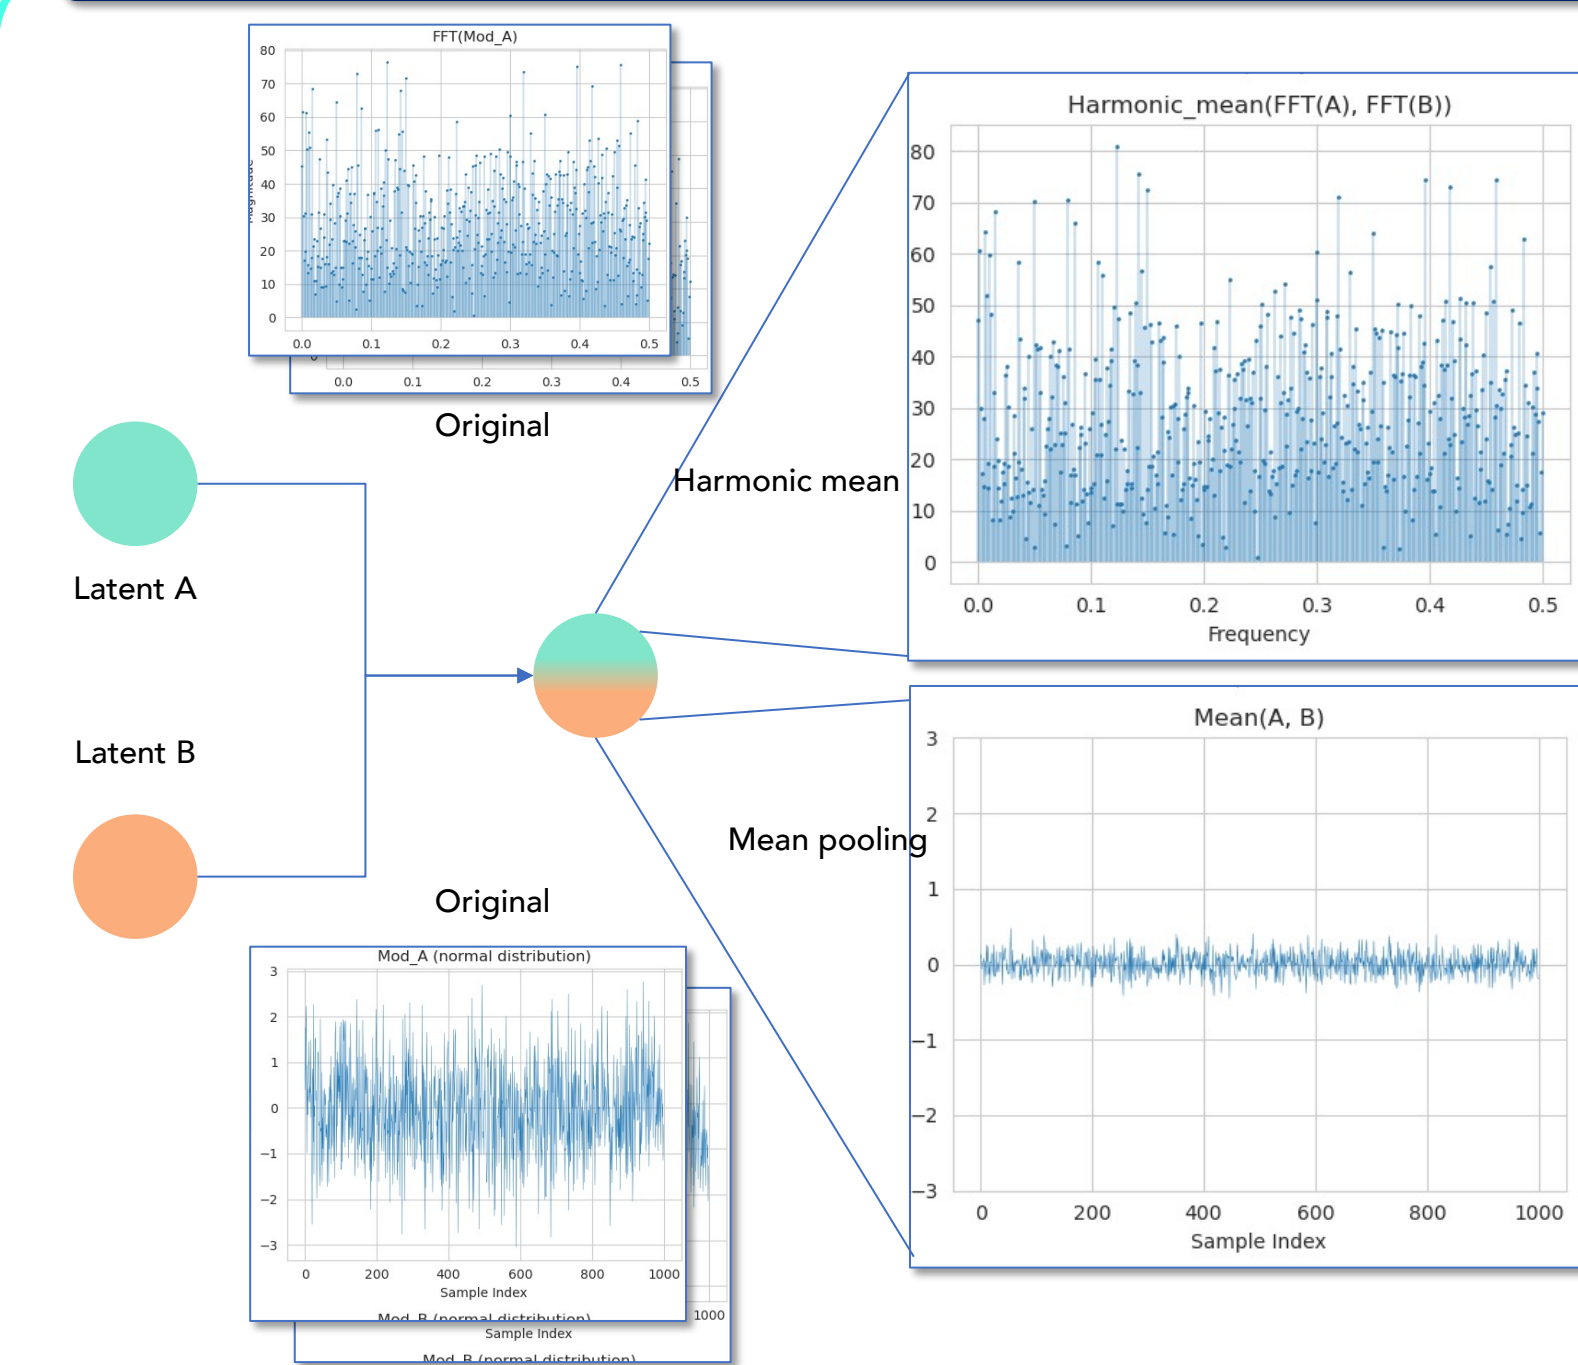 FFT(Mod_A)
80
70
60
50
40
30
20
10
0
0.0 0.1 0.2 0.3 0.4 0.5
0.0 0.1 0.2 0.3 0.4 0.5
Original
Harmonic_mean(FFT(A), FFT(B))
80
70
60
50
40
30
20
10
0
0.0 0.1 0.2 0.3 0.4 0.5
Frequency
Harmonic mean
Latent A
Latent B
Mean(A, B)
3
2
1
0
−1
−2
−3
0 200 400 600 800 1000
Sample Index
Mean pooling
Original
Mod_A (normal distribution)
3
2
1
0
−1
−2
−3
0 200 400 600 800 1000
Sample Index
Mod_B (normal distribution)
1000
Sample Index
Mod_B (normal distribution)